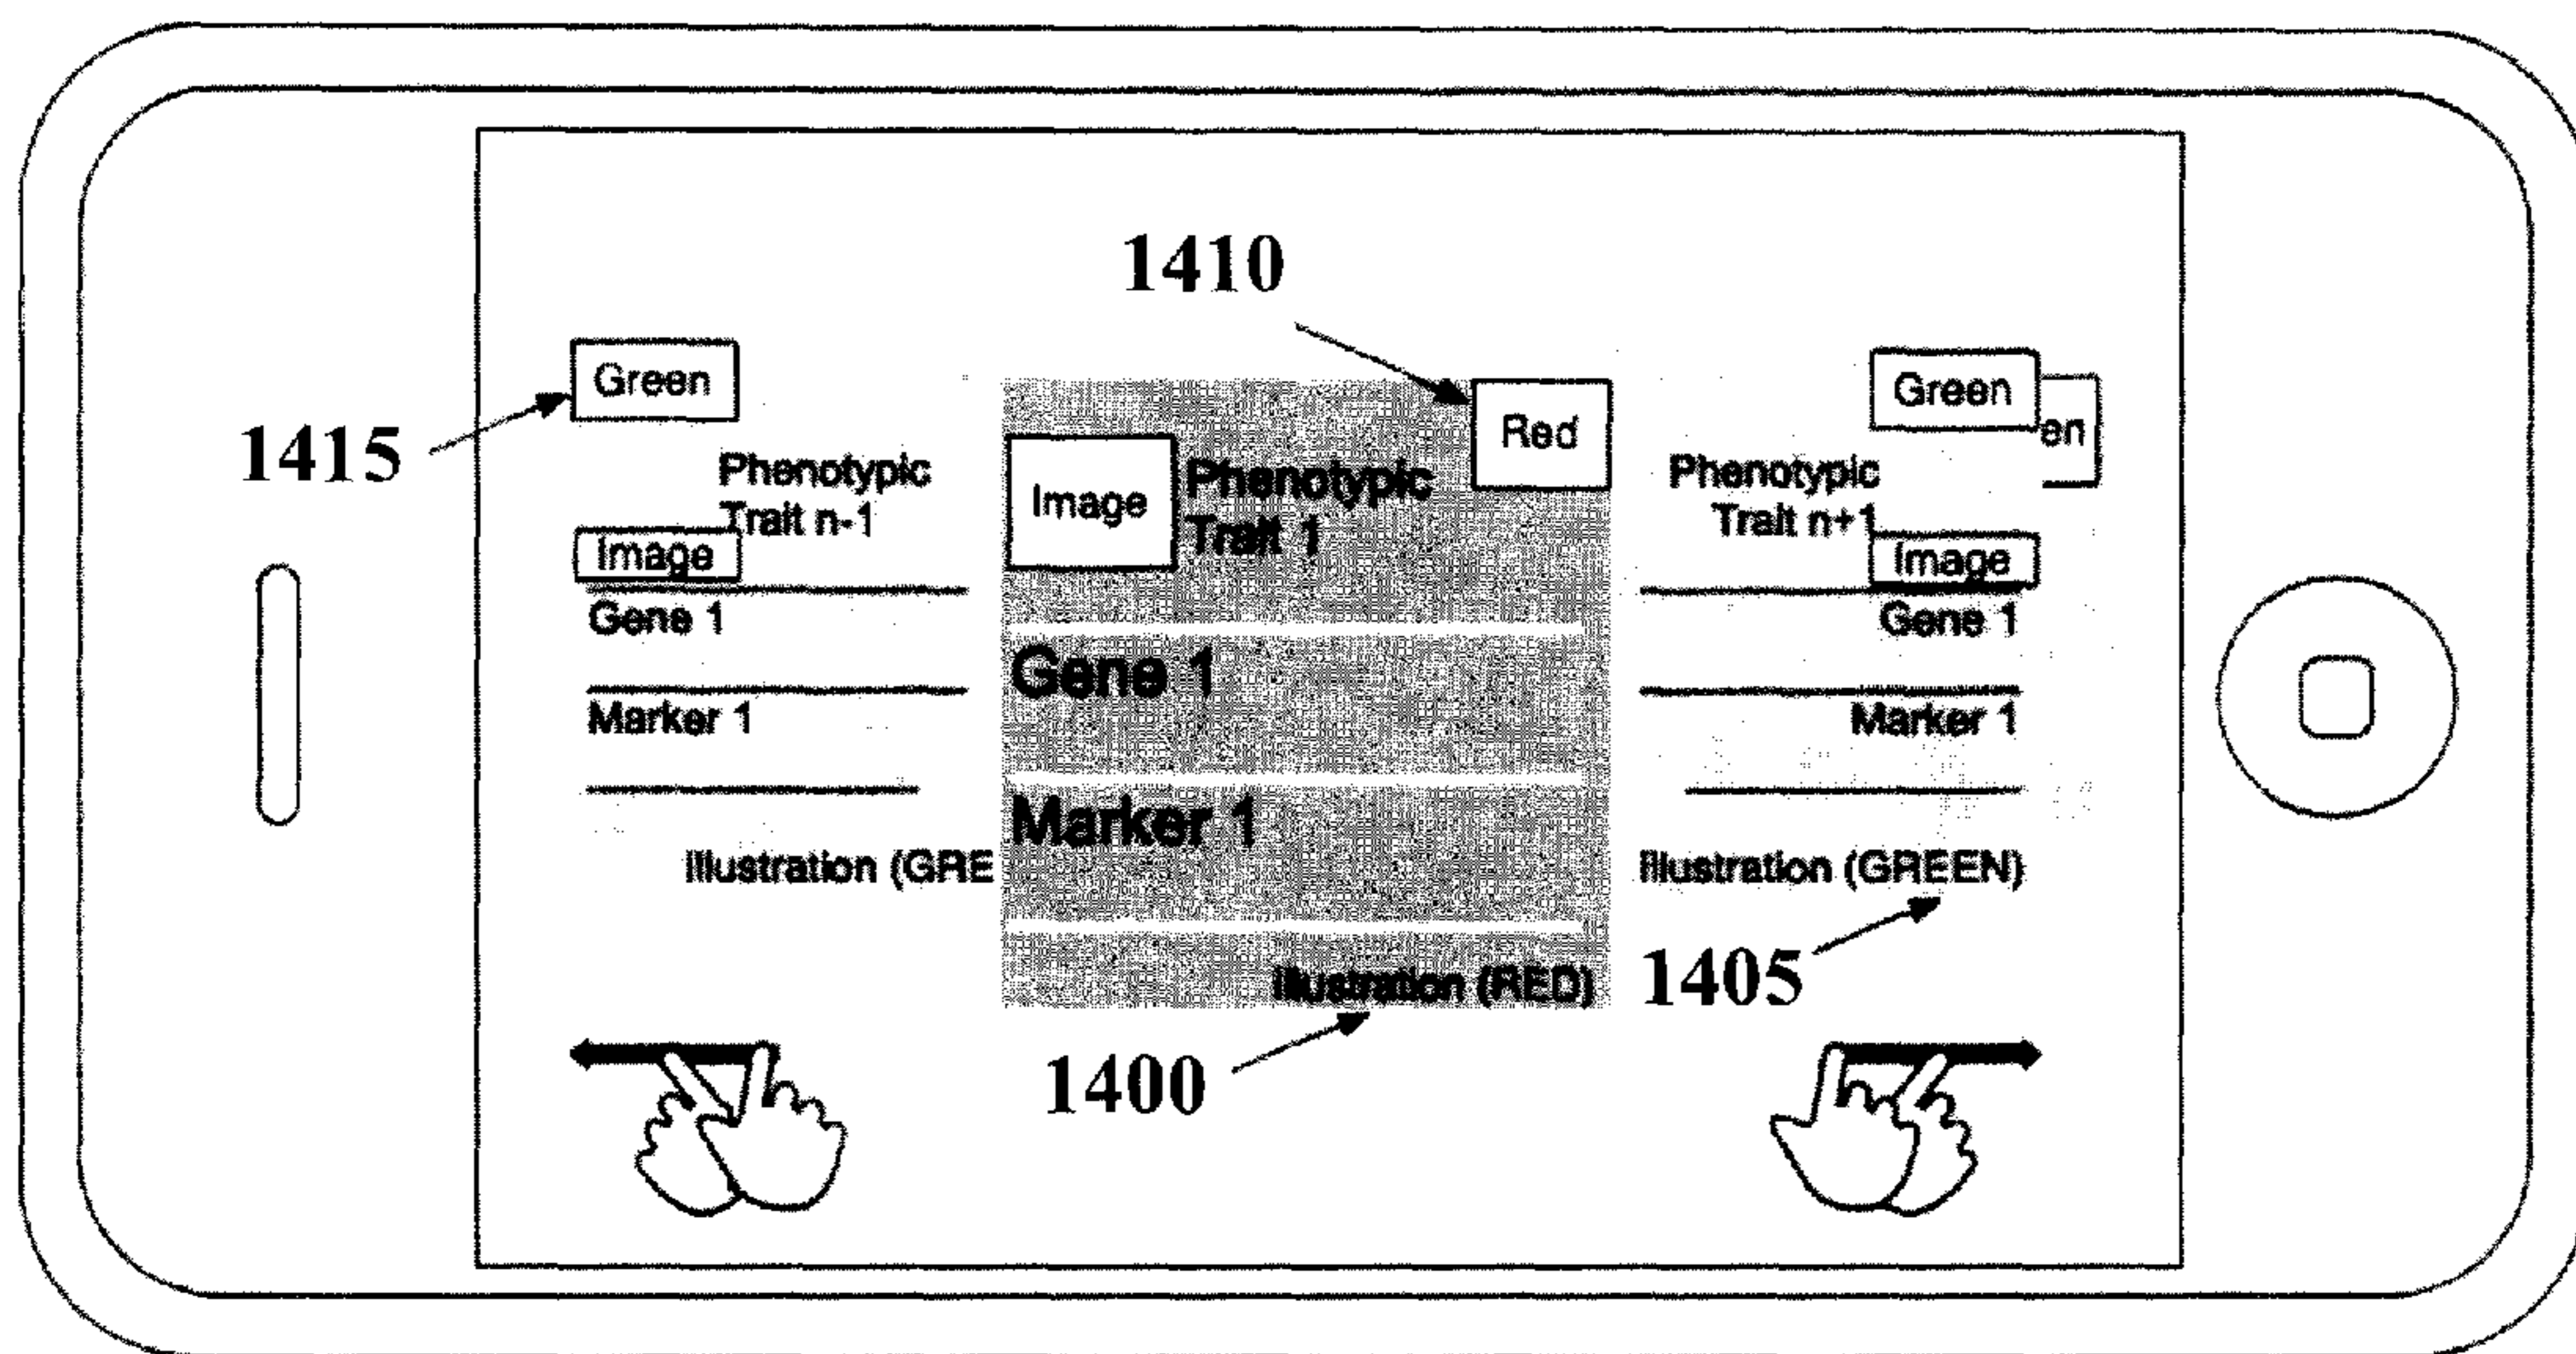 1410
1415
Green
Phenotypic
Trait n-1
Image
Gene 1
Marker 1
Illustration (GRE
Red
Image
Phenotypic
Trait 1
Gene 1
Marker 1
Illustration (RED)
1400
Green
en
Phenotypic
Trait n+1
Image
Gene 1
Marker 1
Illustration (GREEN)
1405